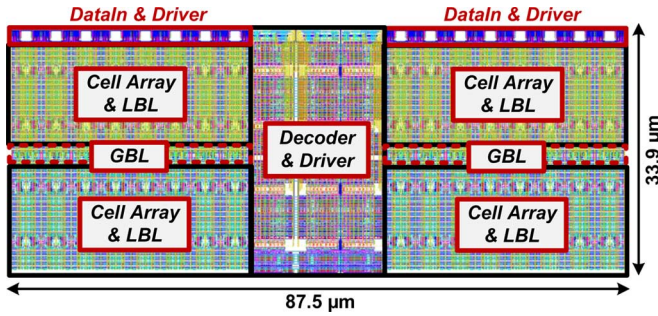 DataIn & Driver
DataIn & Driver
Cell Array
& LBL
Cell Array
& LBL
Decoder
& Driver
GBL
GBL
Cell Array
& LBL
Cell Array
& LBL
33.9 μm
87.5 μm